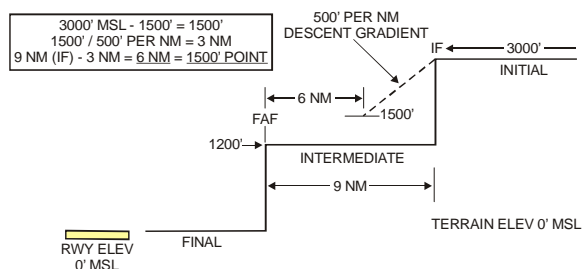 3000' MSL - 1500' = 1500'
1500' / 500' PER NM = 3 NM
9 NM (IF) - 3 NM = 6 NM = 1500' POINT
500' PER NM
DESCENT GRADIENT
IF
3000'
INITIAL
6 NM
1500'
FAF
1200'
INTERMEDIATE
9 NM
TERRAIN ELEV 0' MSL
FINAL
RWY ELEV
0' MSL